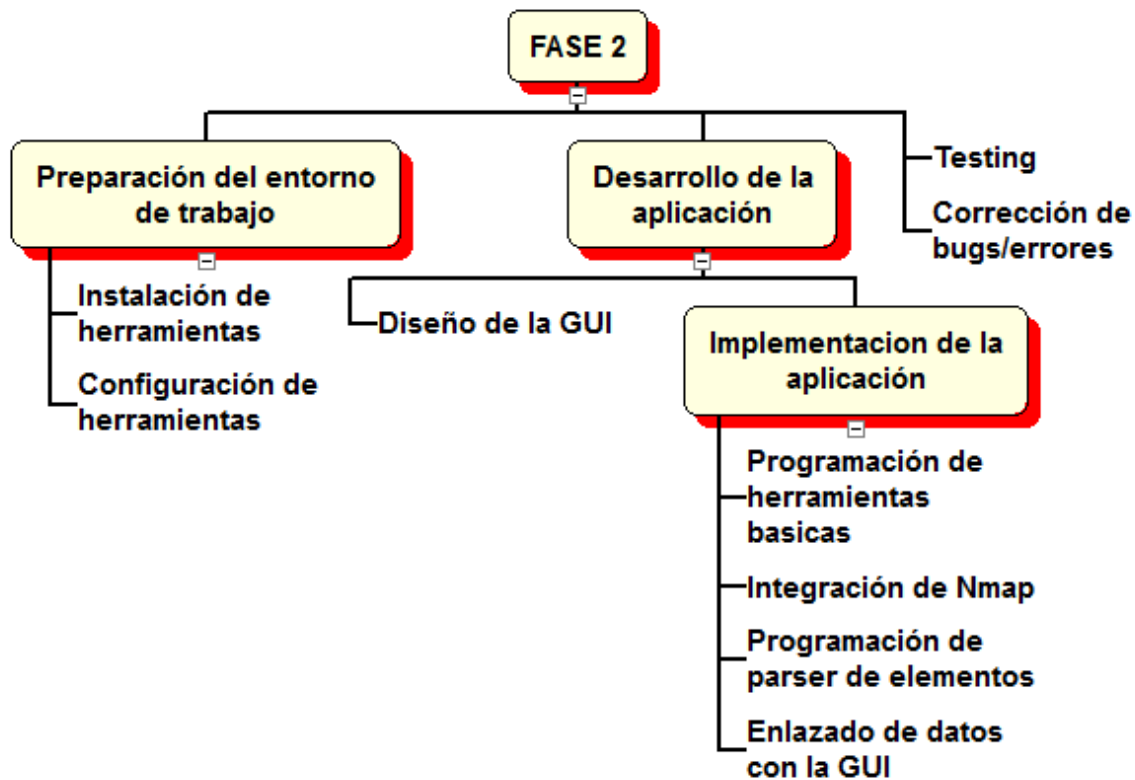 FASE 2
Preparación del entorno
de trabajo
Instalación de
herramientas
Configuración de
herramientas
Desarrollo de la
aplicación
Diseño de la GUI
Implementacion de la
aplicación
Programación de
herramientas
basicas
Integración de Nmap
Programación de
parser de elementos
Enlazado de datos
con la GUI
Testing
Corrección de
bugs/errores